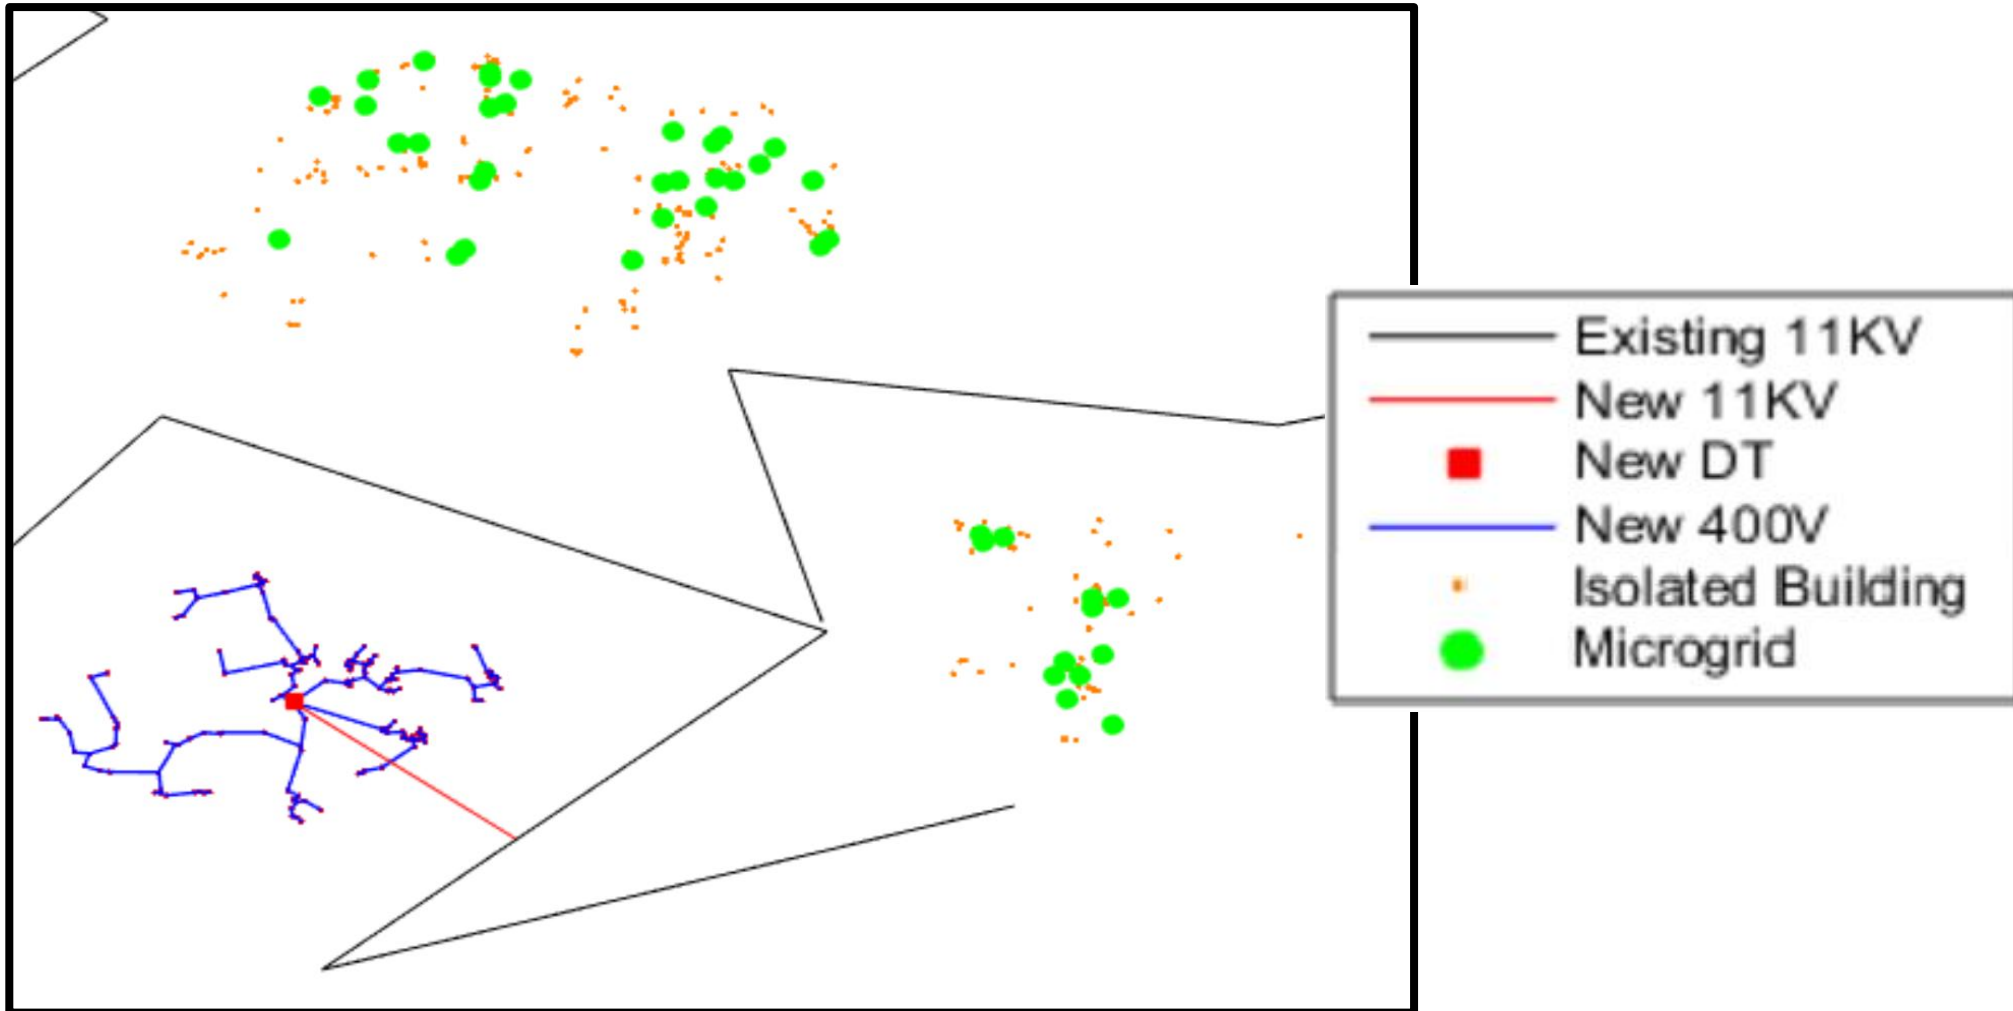 Existing 11KV
New 11KV
New DT
New 400V
Isolated Building
Microgrid